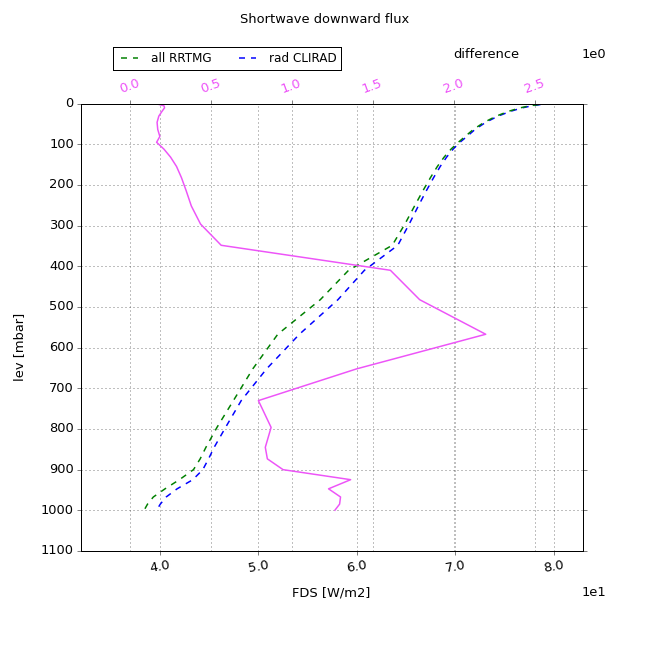 Shortwave downward flux
all RRTMG rad CLIRAD difference 1e0
0.0 0.5 1.0 1.5 2.0 2.5
0
100
200
300
400
500
600
700
800
900
1000
1100
lev [mbar]
4.0 5.0 6.0 7.0 8.0
FDS [W/m2] 1e1